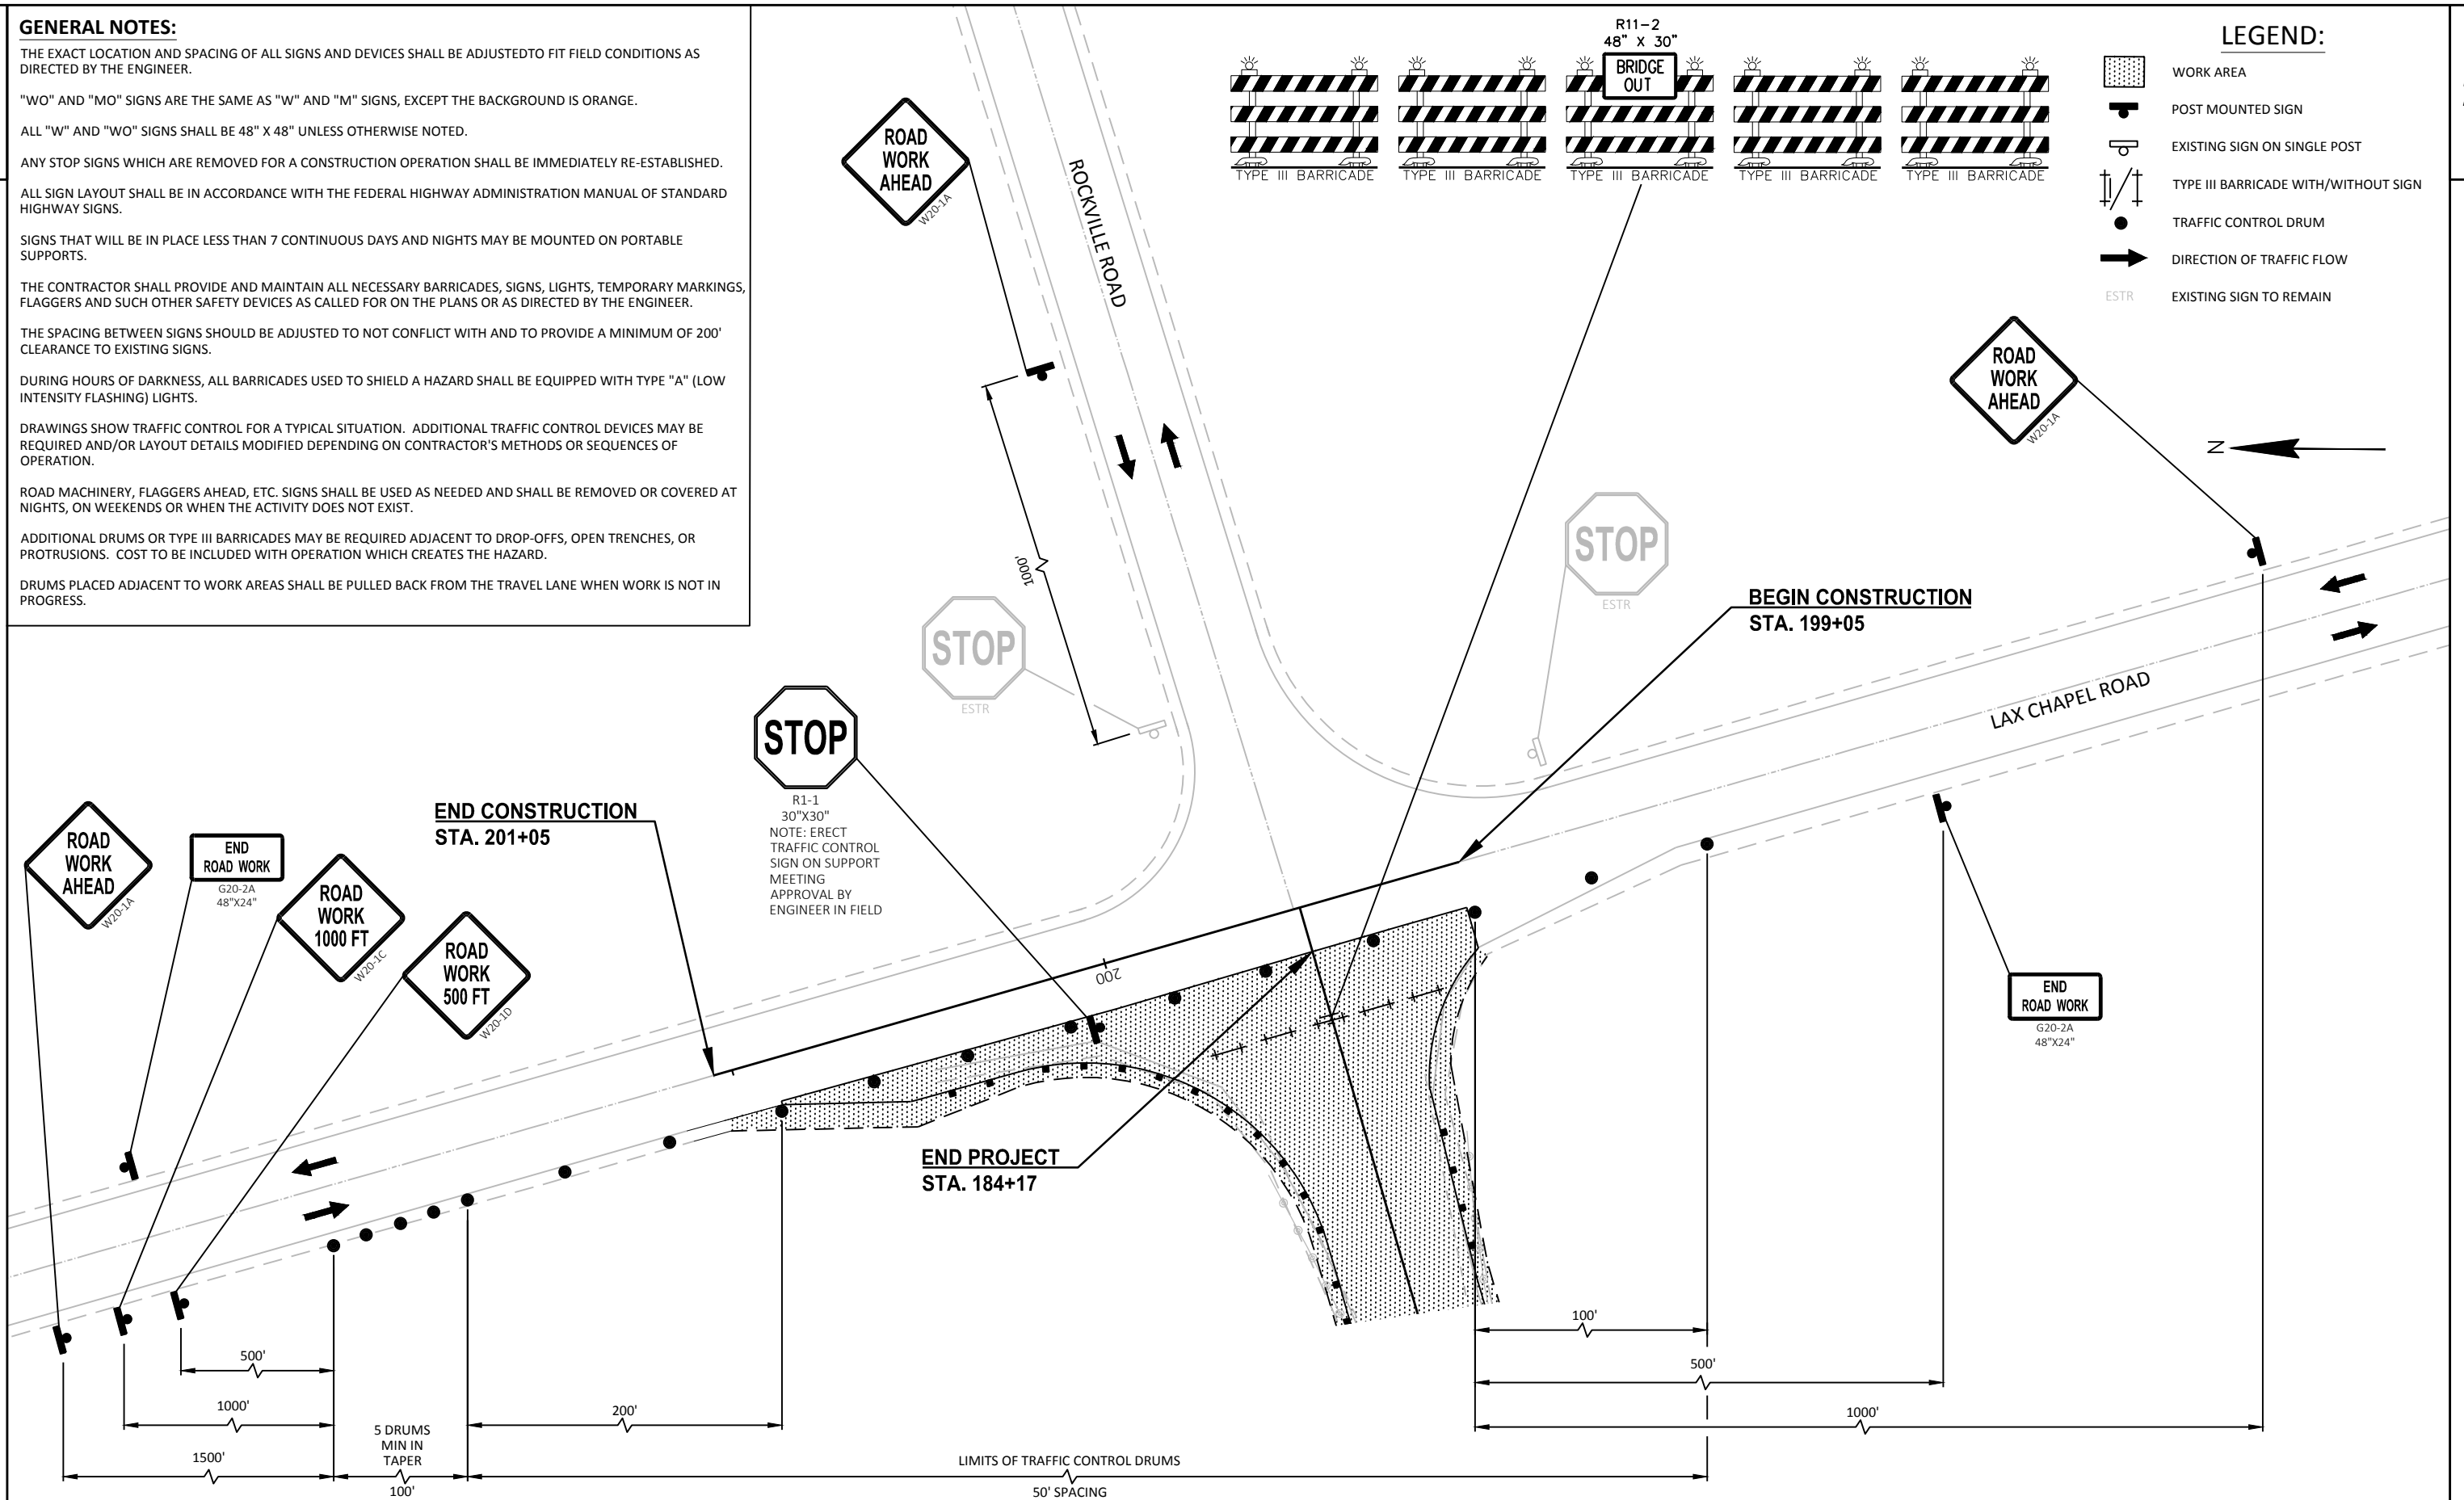 GENERAL NOTES:
THE EXACT LOCATION AND SPACING OF ALL SIGNS AND DEVICES SHALL BE ADJUSTEDTO FIT FIELD CONDITIONS AS
DIRECTED BY THE ENGINEER.
"WO" AND "MO" SIGNS ARE THE SAME AS "W" AND "M" SIGNS, EXCEPT THE BACKGROUND IS ORANGE.
ALL "W" AND "WO" SIGNS SHALL BE 48" X 48" UNLESS OTHERWISE NOTED.
ANY STOP SIGNS WHICH ARE REMOVED FOR A CONSTRUCTION OPERATION SHALL BE IMMEDIATELY RE-ESTABLISHED.
ALL SIGN LAYOUT SHALL BE IN ACCORDANCE WITH THE FEDERAL HIGHWAY ADMINISTRATION MANUAL OF STANDARD
HIGHWAY SIGNS.
SIGNS THAT WILL BE IN PLACE LESS THAN 7 CONTINUOUS DAYS AND NIGHTS MAY BE MOUNTED ON PORTABLE
SUPPORTS.
THE CONTRACTOR SHALL PROVIDE AND MAINTAIN ALL NECESSARY BARRICADES, SIGNS, LIGHTS, TEMPORARY MARKINGS,
FLAGGERS AND SUCH OTHER SAFETY DEVICES AS CALLED FOR ON THE PLANS OR AS DIRECTED BY THE ENGINEER.
THE SPACING BETWEEN SIGNS SHOULD BE ADJUSTED TO NOT CONFLICT WITH AND TO PROVIDE A MINIMUM OF 200'
CLEARANCE TO EXISTING SIGNS.
DURING HOURS OF DARKNESS, ALL BARRICADES USED TO SHIELD A HAZARD SHALL BE EQUIPPED WITH TYPE "A" (LOW
INTENSITY FLASHING) LIGHTS.
DRAWINGS SHOW TRAFFIC CONTROL FOR A TYPICAL SITUATION. ADDITIONAL TRAFFIC CONTROL DEVICES MAY BE
REQUIRED AND/OR LAYOUT DETAILS MODIFIED DEPENDING ON CONTRACTOR'S METHODS OR SEQUENCES OF
OPERATION.
ROAD MACHINERY, FLAGGERS AHEAD, ETC. SIGNS SHALL BE USED AS NEEDED AND SHALL BE REMOVED OR COVERED AT
NIGHTS, ON WEEKENDS OR WHEN THE ACTIVITY DOES NOT EXIST.
ADDITIONAL DRUMS OR TYPE III BARRICADES MAY BE REQUIRED ADJACENT TO DROP-OFFS, OPEN TRENCHES, OR
PROTRUSIONS. COST TO BE INCLUDED WITH OPERATION WHICH CREATES THE HAZARD.
DRUMS PLACED ADJACENT TO WORK AREAS SHALL BE PULLED BACK FROM THE TRAVEL LANE WHEN WORK IS NOT IN
PROGRESS.
ROAD
WORK
AHEAD
W20-1A
ROCKVILLE ROAD
R11-2
48" X 30"
BRIDGE
OUT
TYPE III BARRICADE
TYPE III BARRICADE
TYPE III BARRICADE
TYPE III BARRICADE
TYPE III BARRICADE
LEGEND:
WORK AREA
POST MOUNTED SIGN
EXISTING SIGN ON SINGLE POST
TYPE III BARRICADE WITH/WITHOUT SIGN
TRAFFIC CONTROL DRUM
DIRECTION OF TRAFFIC FLOW
ESTR EXISTING SIGN TO REMAIN
ROAD
WORK
AHEAD
W20-1A
N
1000'
STOP
ESTR
STOP
ESTR
BEGIN CONSTRUCTION
STA. 199+05
LAX CHAPEL ROAD
STOP
R1-1
30"X30"
NOTE: ERECT
TRAFFIC CONTROL
SIGN ON SUPPORT
MEETING
APPROVAL BY
ENGINEER IN FIELD
END CONSTRUCTION
STA. 201+05
ROAD
WORK
AHEAD
W20-1A
END
ROAD WORK
G20-2A
48"X24"
ROAD
WORK
1000 FT
W20-1C
ROAD
WORK
500 FT
W20-1D
200
END
ROAD WORK
G20-2A
48"X24"
END PROJECT
STA. 184+17
500'
1000'
1500'
5 DRUMS
MIN IN
TAPER
100'
200'
LIMITS OF TRAFFIC CONTROL DRUMS
50' SPACING
100'
500'
1000'